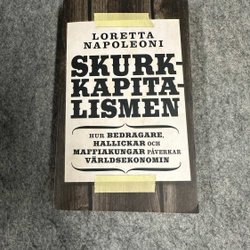 LORETTA
NAPOLEONI
SKURK-
KAPITA-
LISMEN
HUR BEDRAGARE,
HALLICKAR OCH
MAFFIAKUNGAR PÅVERKAR
VÄRLDSEKONOMIN